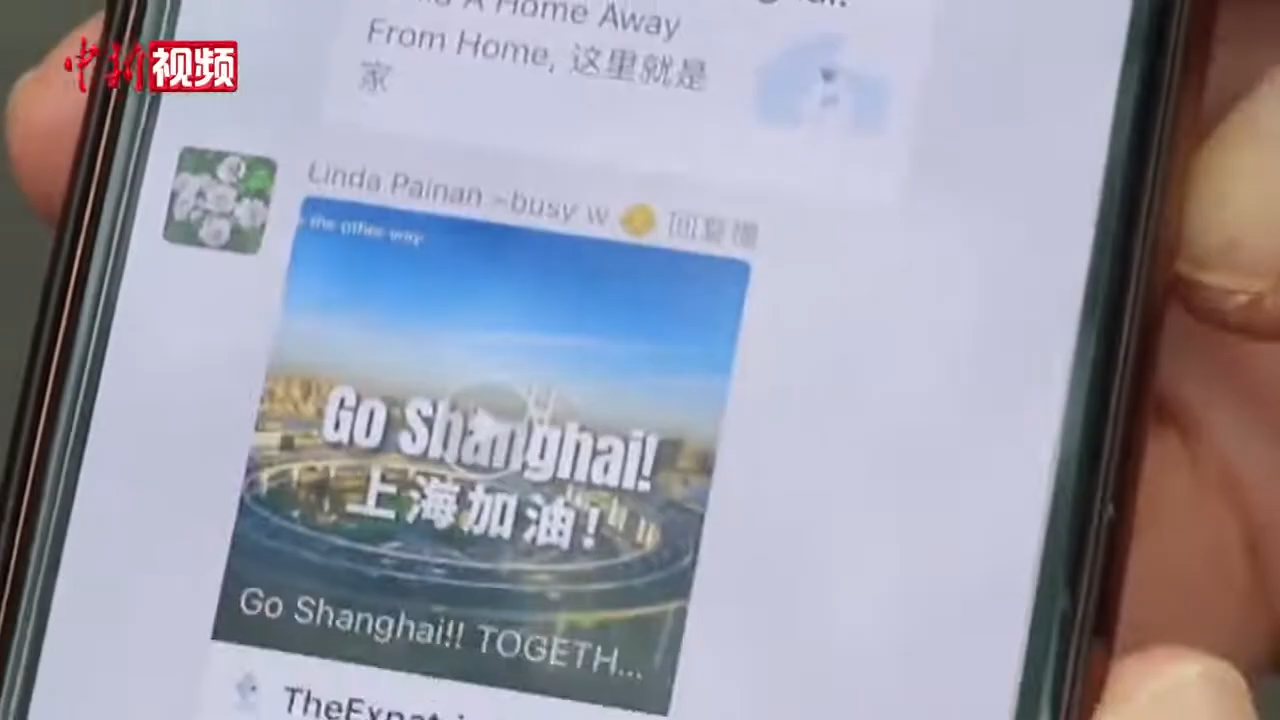 中新视频
A Home Away
From Home, 这里就是
家
Linda Painan ~busy w
the other way
Go Shanghai!
上海加油!
Go Shanghai!! TOGETH...